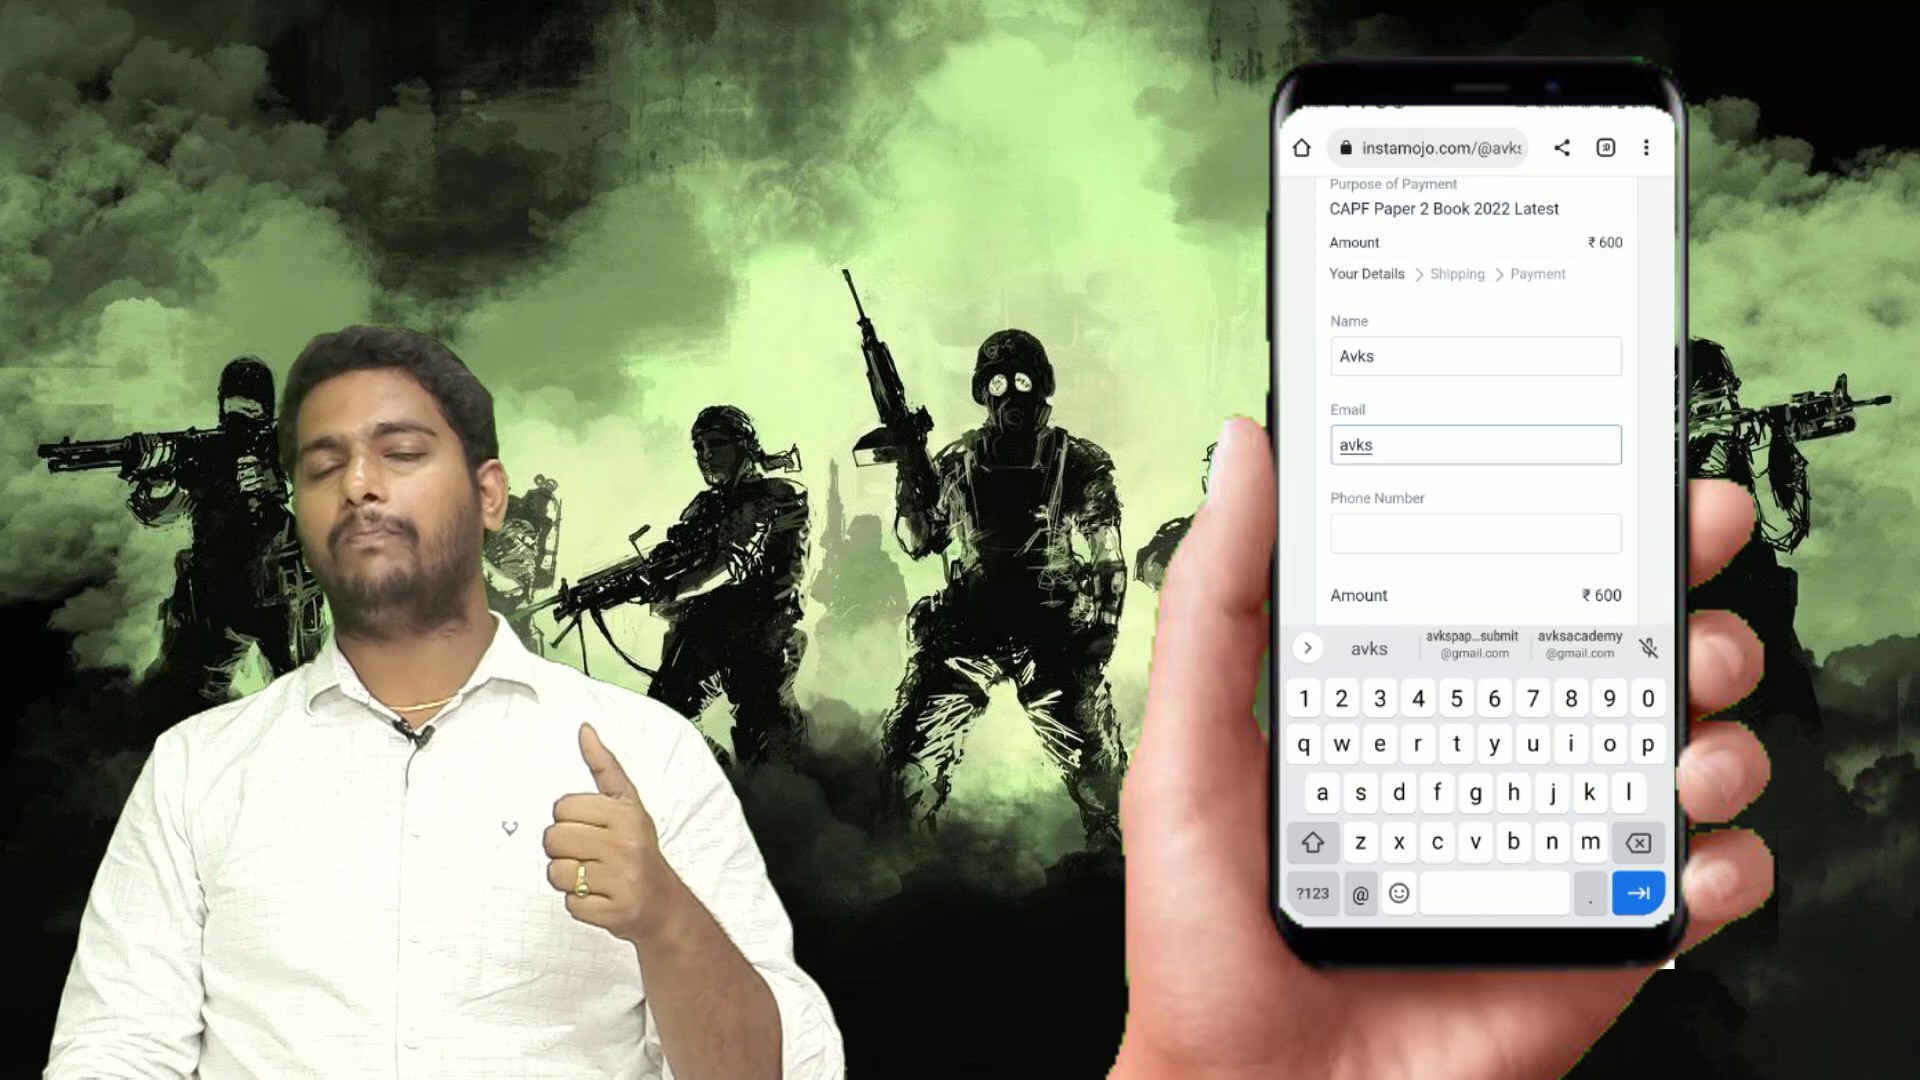 instamojo.com/@avks
Purpose of Payment
CAPF Paper 2 Book 2022 Latest
Amount ₹ 600
Your Details > Shipping > Payment
Name
Avks
Email
avks
Phone Number
Amount ₹ 600
avks avkspap...submit @gmail.com avksacademy @gmail.com
1 2 3 4 5 6 7 8 9 0
q w e r t y u i o p
a s d f g h j k l
z x c v b n m
?123 @ .